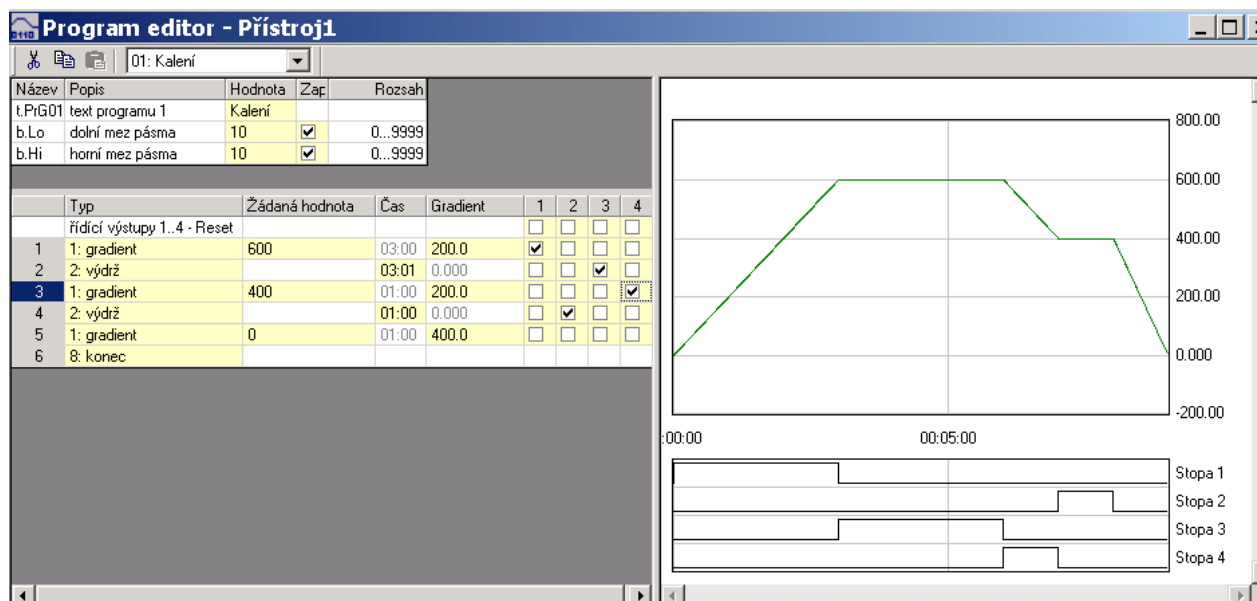 Program editor - Přístroj1
01: Kalení
Název Popis Hodnota Zap Rozsah
t.PrG01 text programu 1 Kalení
b.Lo dolní mez pásma 10 0...9999
b.Hi horní mez pásma 10 0...9999
Typ Žádaná hodnota Čas Gradient 1 2 3 4
řídící výstupy 1..4 - Reset
1 1: gradient 600 03:00 200.0
2 2: výdrž 03:01 0.000
3 1: gradient 400 01:00 200.0
4 2: výdrž 01:00 0.000
5 1: gradient 0 01:00 400.0
6 8: konec
800.00
600.00
400.00
200.00
0.000
-200.00
:00:00 00:05:00
Stopa 1
Stopa 2
Stopa 3
Stopa 4